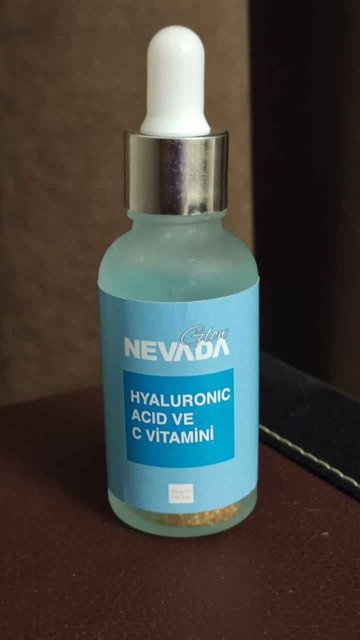 Glow
NEVADA
HYALURONIC
ACID VE
C VİTAMİNİ